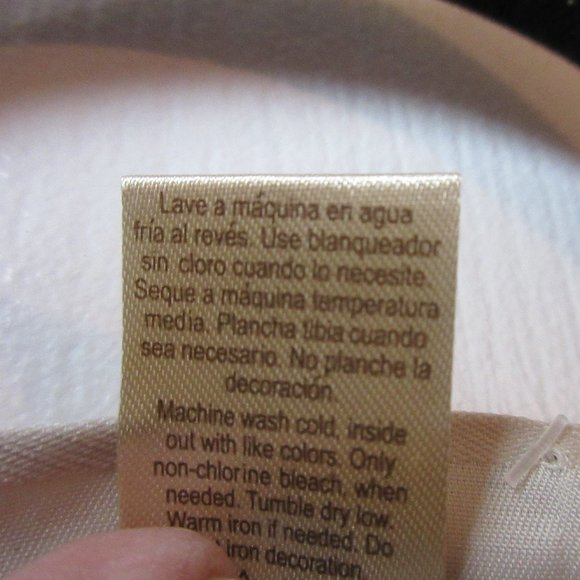 Lave a máquina en agua
fría al revés. Use blanqueador
sin cloro cuando lo necesite.
Seque a máquina temperatura
media. Plancha tibia cuando
sea necesario. No planche la
decoración.
Machine wash cold, inside
out with like colors. Only
non-chlorine bleach, when
needed. Tumble dry low.
Warm iron if needed. Do
iron decoration.